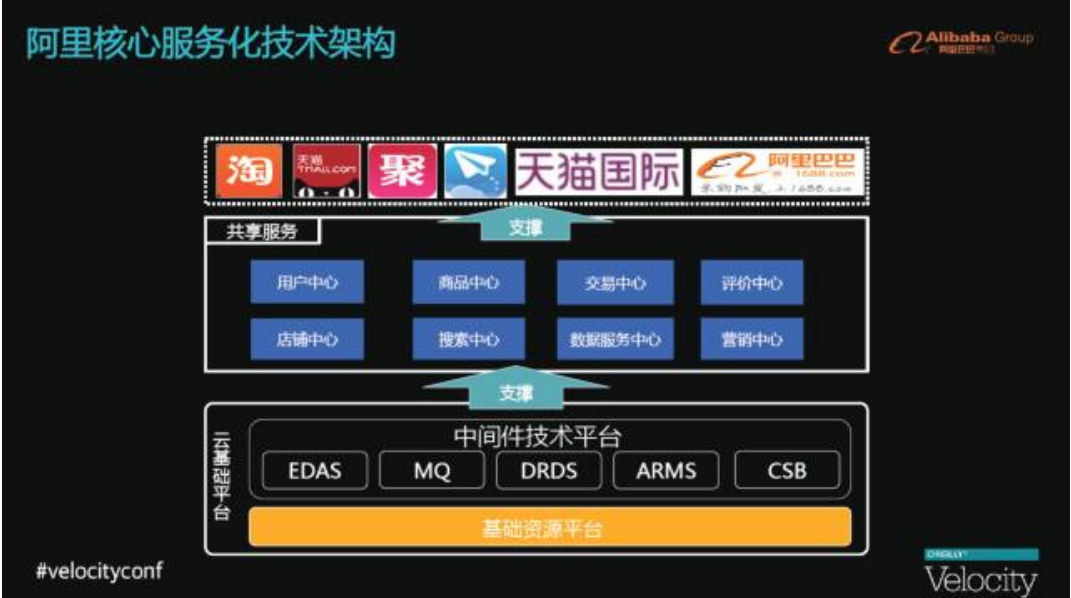 阿里核心服务化技术架构
Alibaba Group
淘
天猫
TMALL.COM
聚
天猫国际
阿里巴巴
1688.com
共享服务
支撑
用户中心
商品中心
交易中心
评价中心
店铺中心
搜索中心
数据服务中心
营销中心
支撑
云基础平台
中间件技术平台
EDAS
MQ
DRDS
ARMS
CSB
基础资源平台
#velocityconf
O'REILLY
Velocity